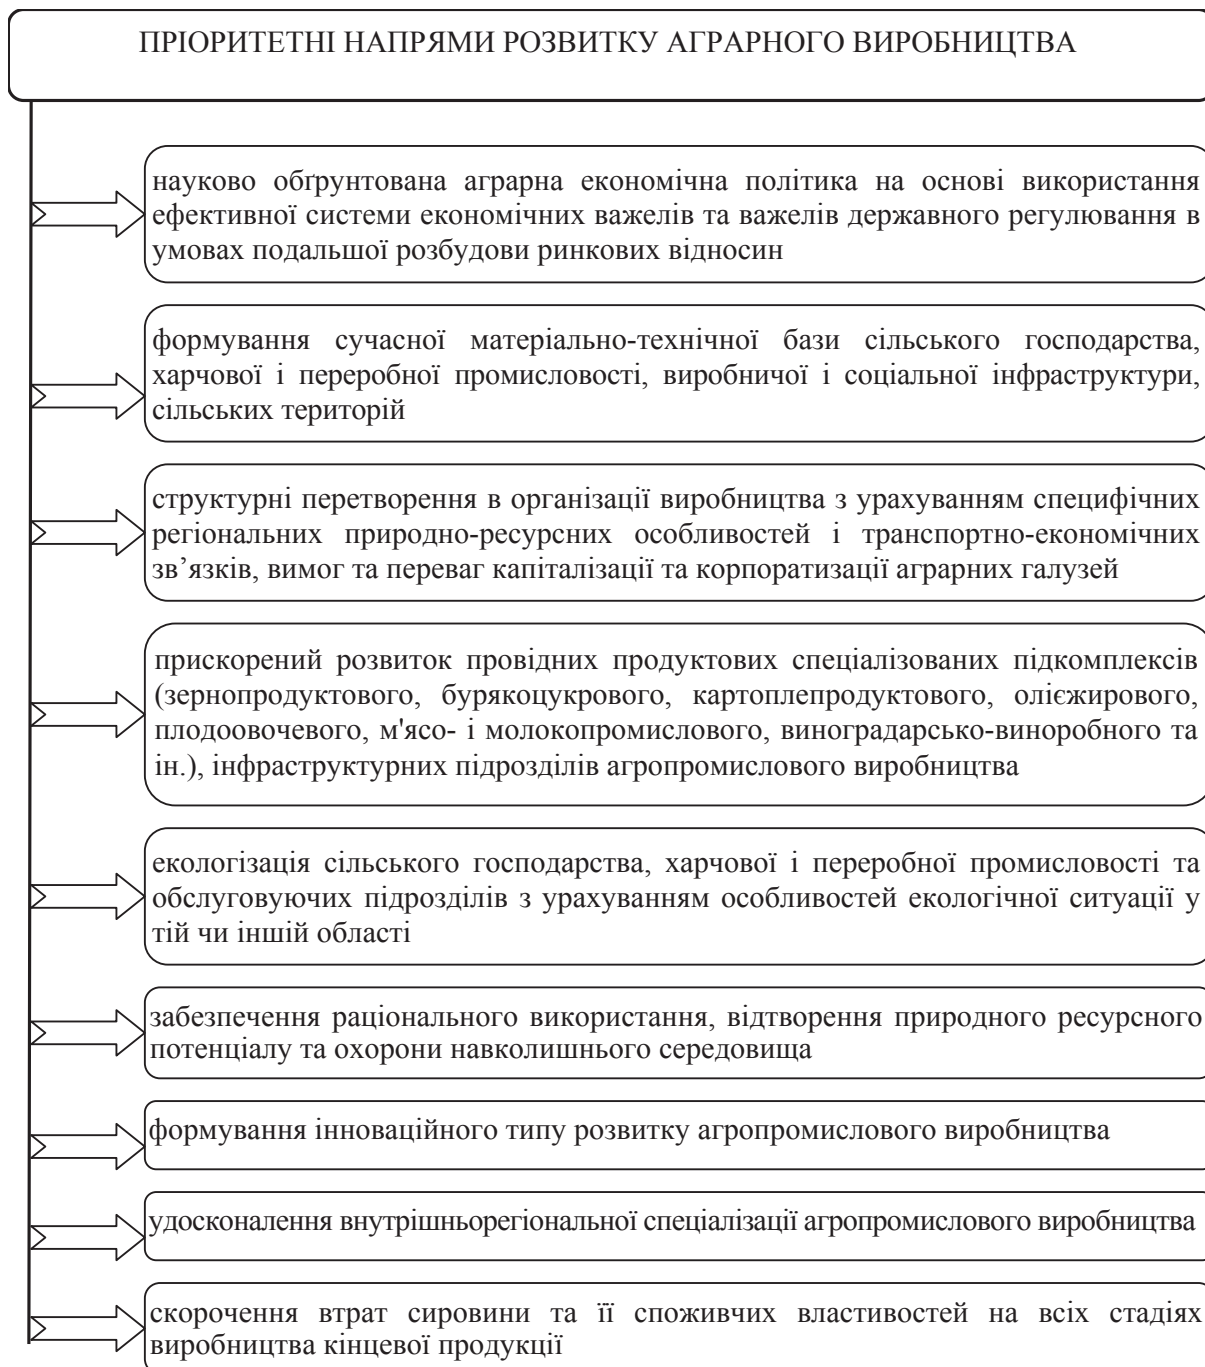 ПРІОРИТЕТНІ НАПРЯМИ РОЗВИТКУ АГРАРНОГО ВИРОБНИЦТВА
науково обґрунтована аграрна економічна політика на основі використання
ефективної системи економічних важелів та важелів державного регулювання в
умовах подальшої розбудови ринкових відносин
формування сучасної матеріально-технічної бази сільського господарства,
харчової і переробної промисловості, виробничої і соціальної інфраструктури,
сільських територій
структурні перетворення в організації виробництва з урахуванням специфічних
регіональних природно-ресурсних особливостей і транспортно-економічних
зв’язків, вимог та переваг капіталізації та корпоратизації аграрних галузей
прискорений розвиток провідних продуктових спеціалізованих підкомплексів
(зернопродуктового, бурякоцукрового, картоплепродуктового, олієжирового,
плодоовочевого, м'ясо- і молокопромислового, виноградарсько-виноробного та
ін.), інфраструктурних підрозділів агропромислового виробництва
екологізація сільського господарства, харчової і переробної промисловості та
обслуговуючих підрозділів з урахуванням особливостей екологічної ситуації у
тій чи іншій області
забезпечення раціонального використання, відтворення природного ресурсного
потенціалу та охорони навколишнього середовища
формування інноваційного типу розвитку агропромислового виробництва
удосконалення внутрішньорегіональної спеціалізації агропромислового виробництва
скорочення втрат сировини та її споживчих властивостей на всіх стадіях
виробництва кінцевої продукції